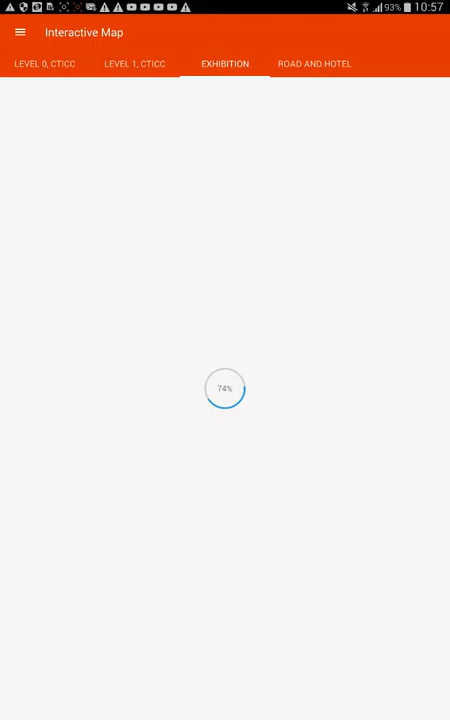 93% 10:57
Interactive Map
LEVEL 0, CTICC LEVEL 1, CTICC EXHIBITION ROAD AND HOTEL
74%